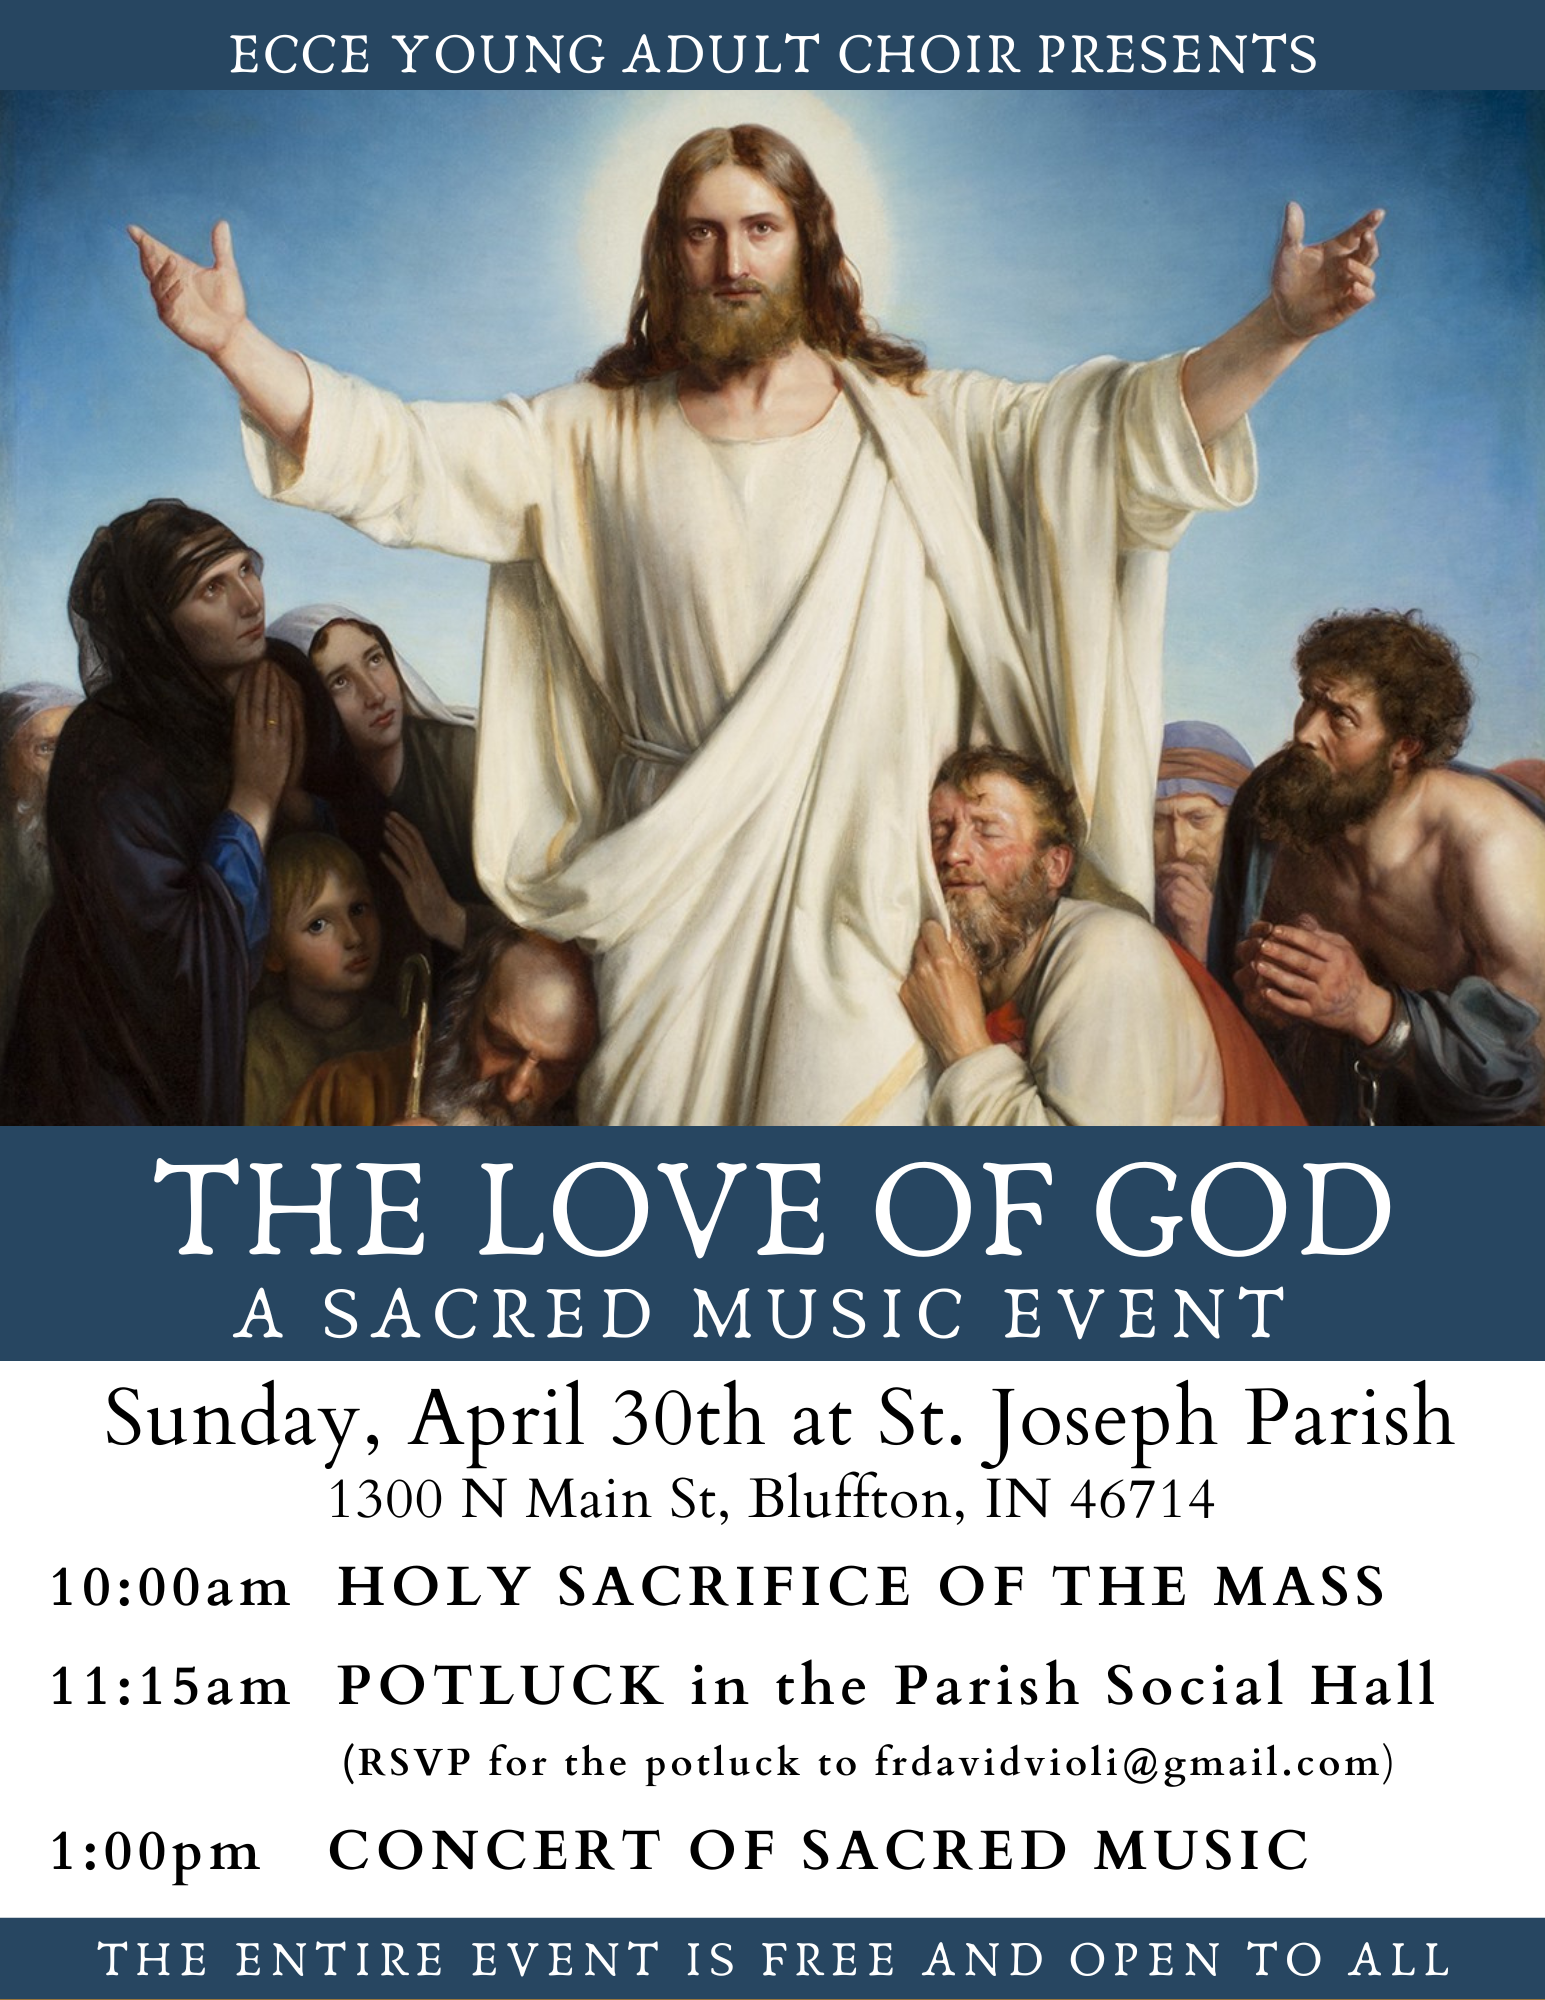 ECCE YOUNG ADULT CHOIR PRESENTS
THE LOVE OF GOD
A SACRED MUSIC EVENT
Sunday, April 30th at St. Joseph Parish
1300 N Main St, Bluffton, IN 46714
10:00am HOLY SACRIFICE OF THE MASS
11:15am POTLUCK in the Parish Social Hall
(RSVP for the potluck to frdavidvioli@gmail.com)
1:00pm CONCERT OF SACRED MUSIC
THE ENTIRE EVENT IS FREE AND OPEN TO ALL